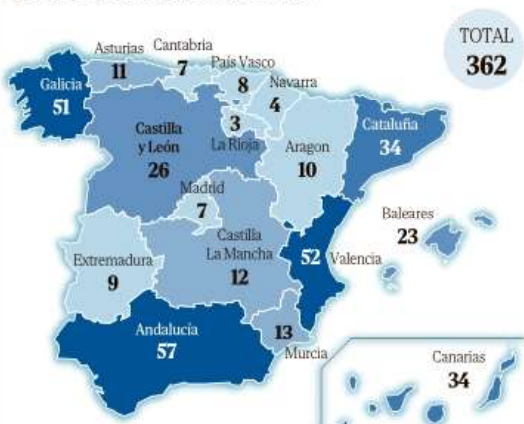 TOTAL
362
Asturias
11
Cantabria
7
País Vasco
8
Navarra
4
Galicia
51
Castilla
y León
26
3
La Rioja
Aragon
10
Cataluña
34
Madrid
7
Baleares
23
Extremadura
9
Castilla
La Mancha
12
52 Valencia
Andalucía
57
13
Murcia
Canarias
34